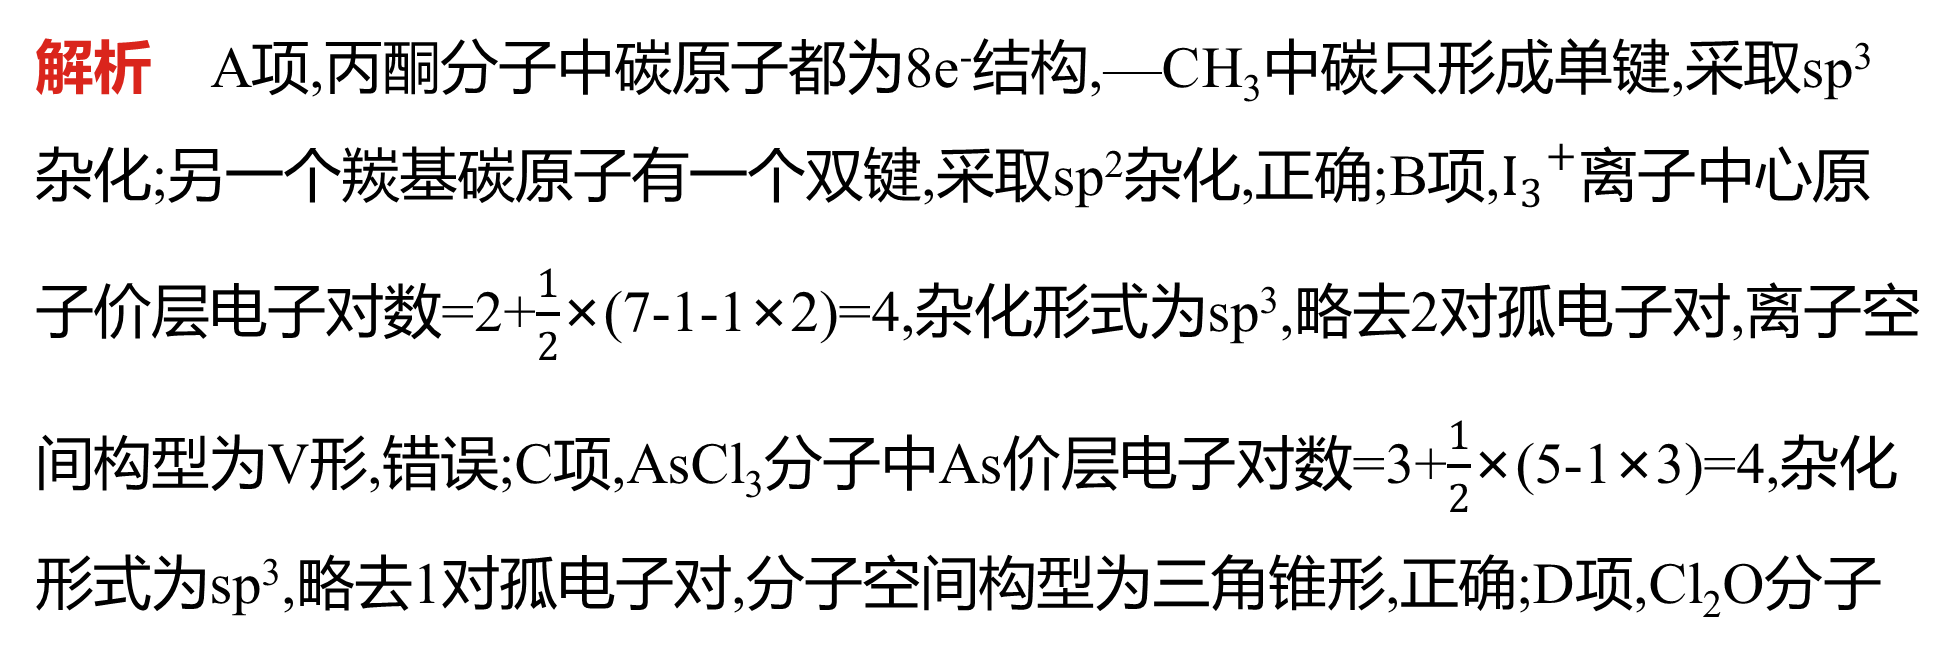 解析 A项,丙酮分子中碳原子都为8e⁻结构,—CH₃中碳只形成单键,采取sp³
杂化;另一个羰基碳原子有一个双键,采取sp²杂化,正确;B项,I₃⁺离子中心原
子价层电子对数=2+\frac{1}{2}×(7-1-1×2)=4,杂化形式为sp³,略去2对孤电子对,离子空
间构型为V形,错误;C项,AsCl₃分子中As价层电子对数=3+\frac{1}{2}×(5-1×3)=4,杂化
形式为sp³,略去1对孤电子对,分子空间构型为三角锥形,正确;D项,Cl₂O分子